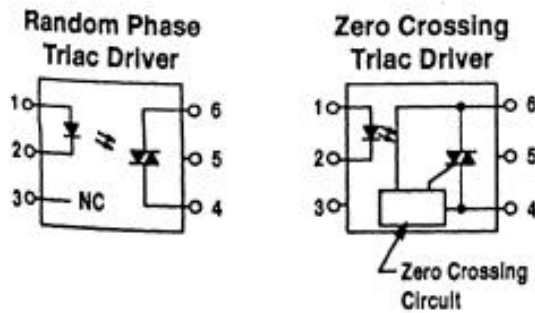 Random Phase
Triac Driver
1
2
3
NC
6
5
4
Zero Crossing
Triac Driver
1
2
3
6
5
4
Zero Crossing
Circuit